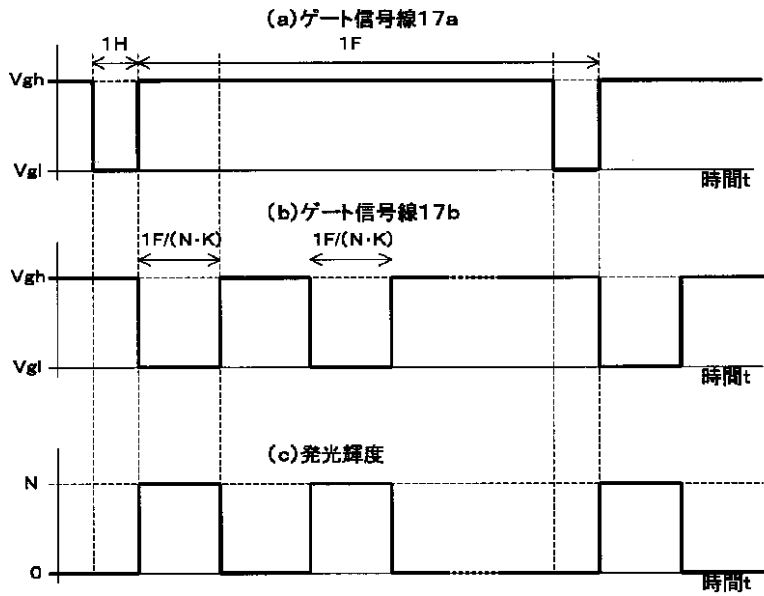 (a)ゲート信号線17a
1H
1F
Vgh
Vgl
時間t
(b)ゲート信号線17b
1F/(N・K)
1F/(N・K)
Vgh
Vgl
時間t
(c)発光輝度
N
0
時間t